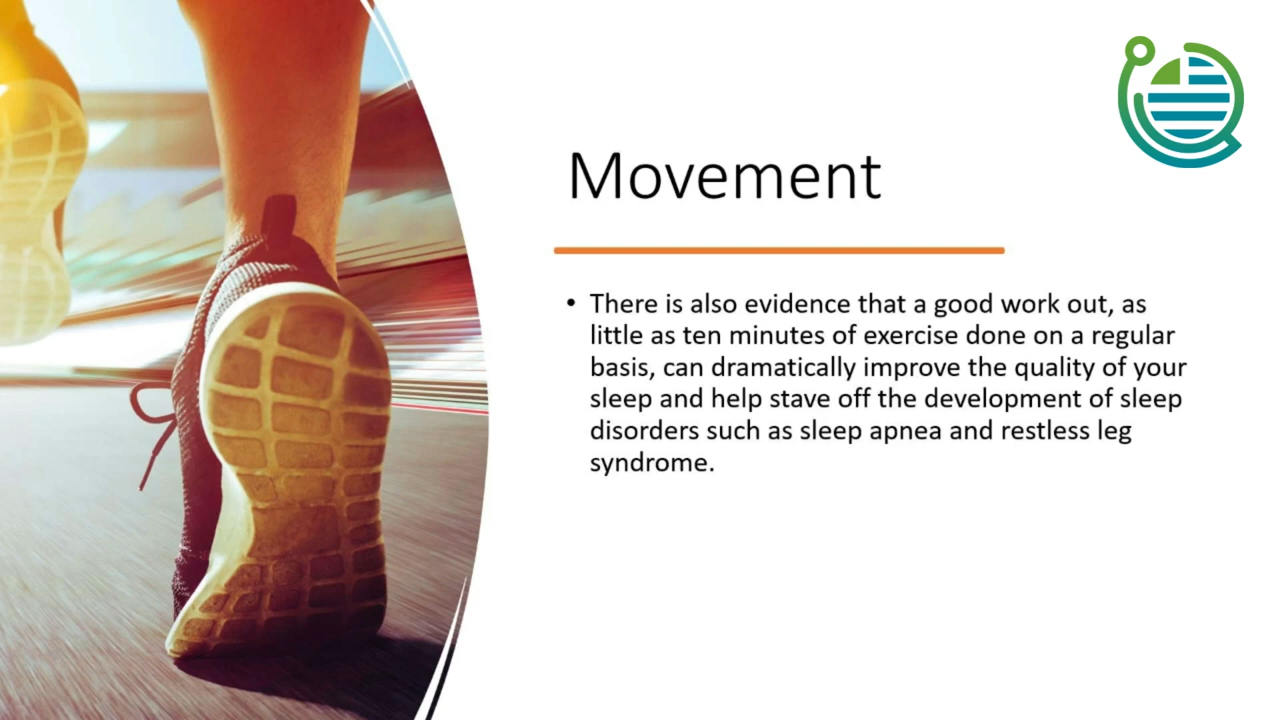 Movement
• There is also evidence that a good work out, as
little as ten minutes of exercise done on a regular
basis, can dramatically improve the quality of your
sleep and help stave off the development of sleep
disorders such as sleep apnea and restless leg
syndrome.